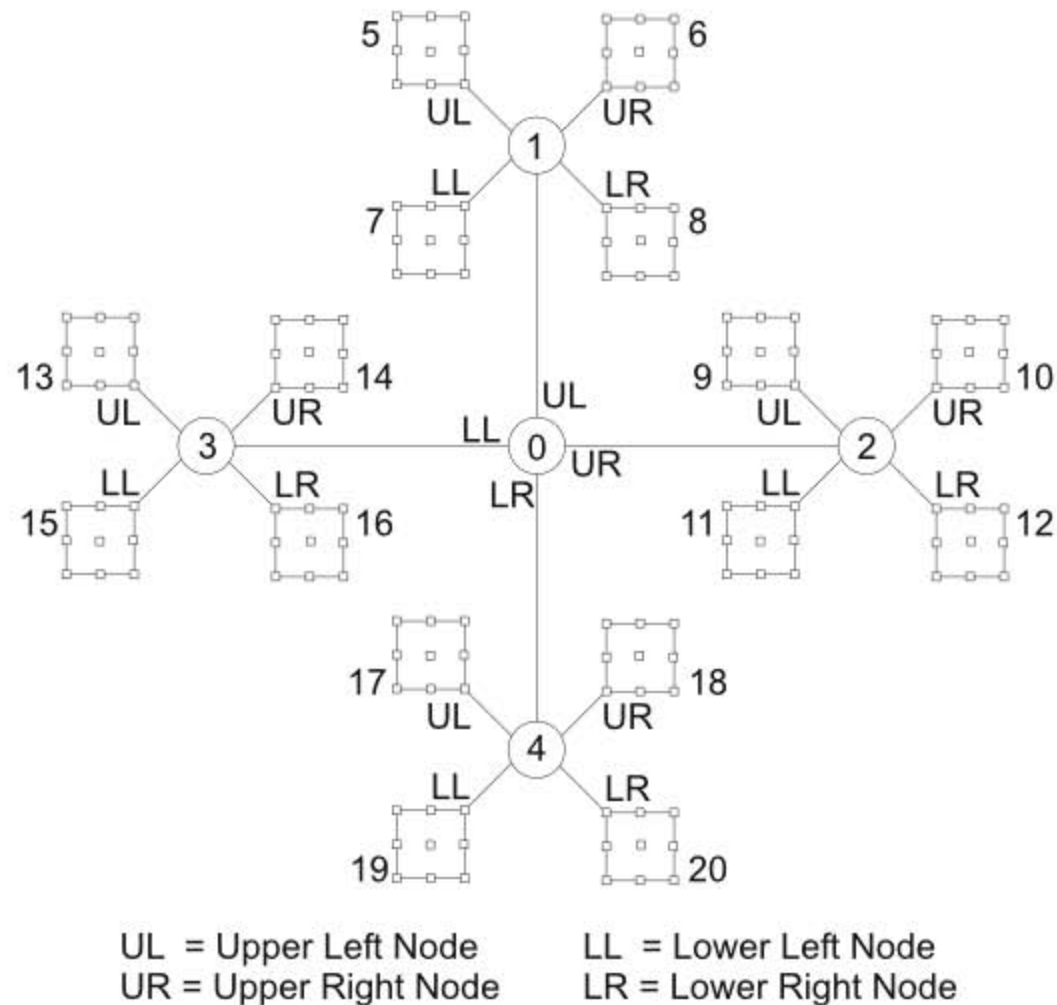 5 6
UL UR
1
LL LR
7 8
13 14 9 10
UL UR UL UL UR
3 LL 0 UR 2
LL LR LR LL LR
15 16 11 12
17 18
UL UR
4
LL LR
19 20
UL = Upper Left Node LL = Lower Left Node
UR = Upper Right Node LR = Lower Right Node